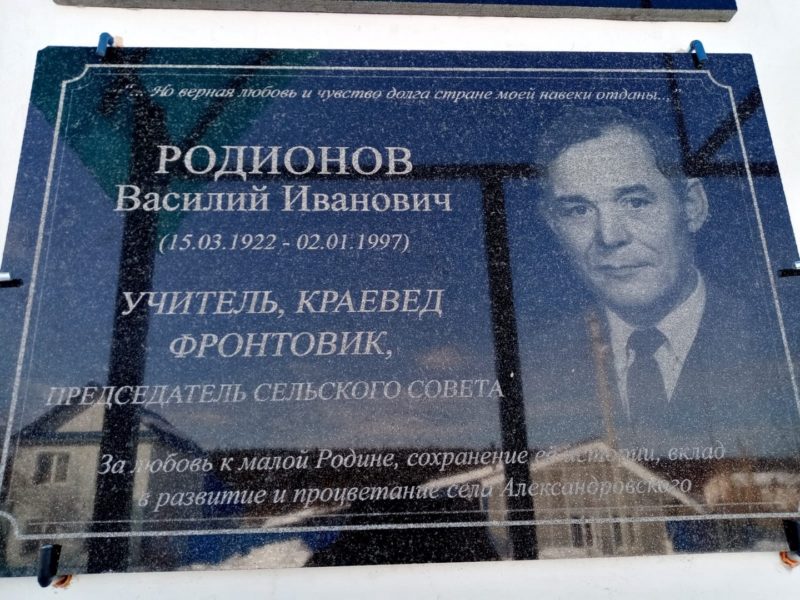 "... Но верная любовь и чувство долга стране моей навеки отданы..."
РОДИОНОВ
Василий Иванович
(15.03.1922 - 02.01.1997)
УЧИТЕЛЬ, КРАЕВЕД
ФРОНТОВИК,
ПРЕДСЕДАТЕЛЬ СЕЛЬСКОГО СОВЕТА
За любовь к малой Родине, сохранение её истории, вклад
в развитие и процветание села Александровского